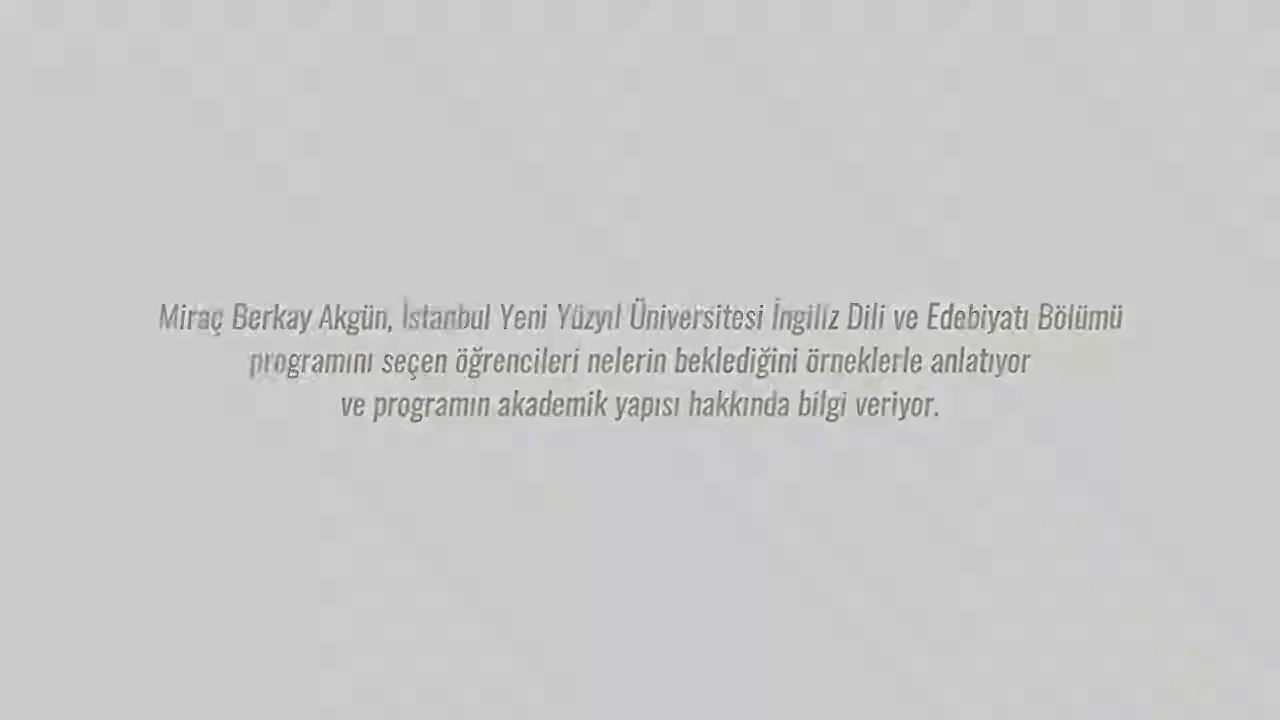 Miraç Berkay Akgün, İstanbul Yeni Yüzyıl Üniversitesi İngiliz Dili ve Edebiyatı Bölümü
programını seçen öğrencileri nelerin beklediğini örneklerle anlatıyor
ve programın akademik yapısı hakkında bilgi veriyor.